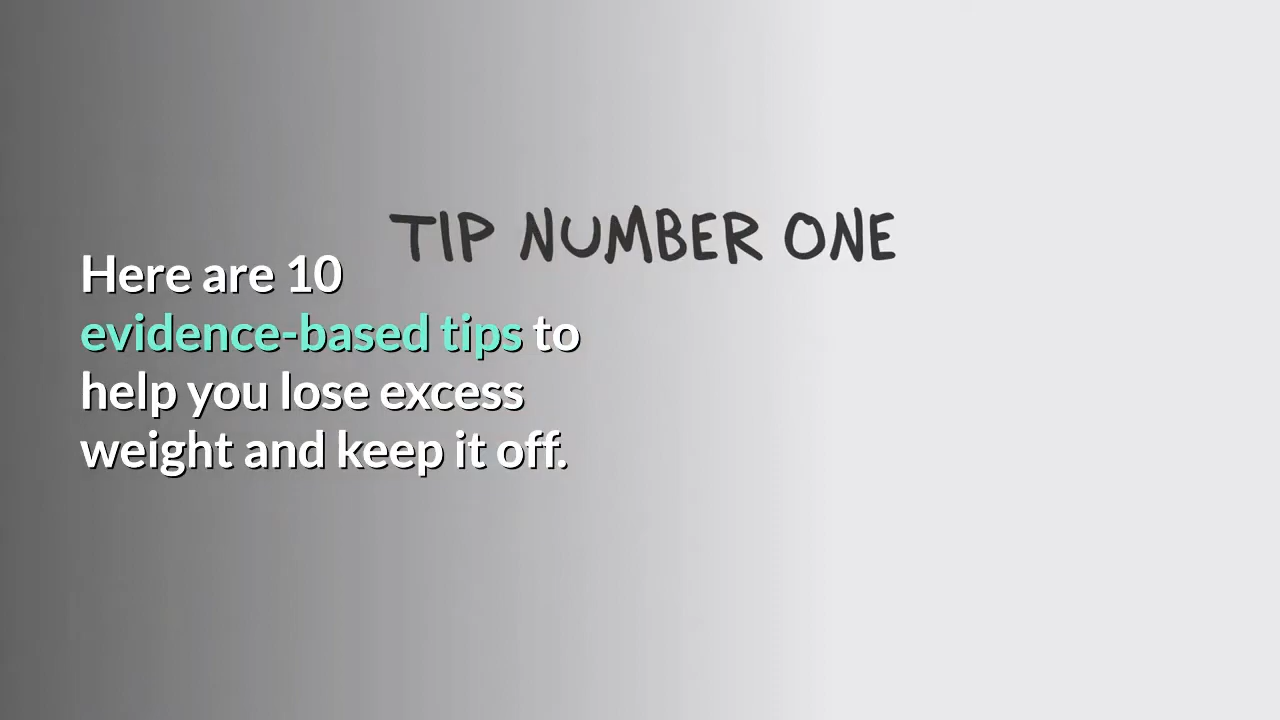 TIP NUMBER ONE
Here are 10
evidence-based tips to
help you lose excess
weight and keep it off.